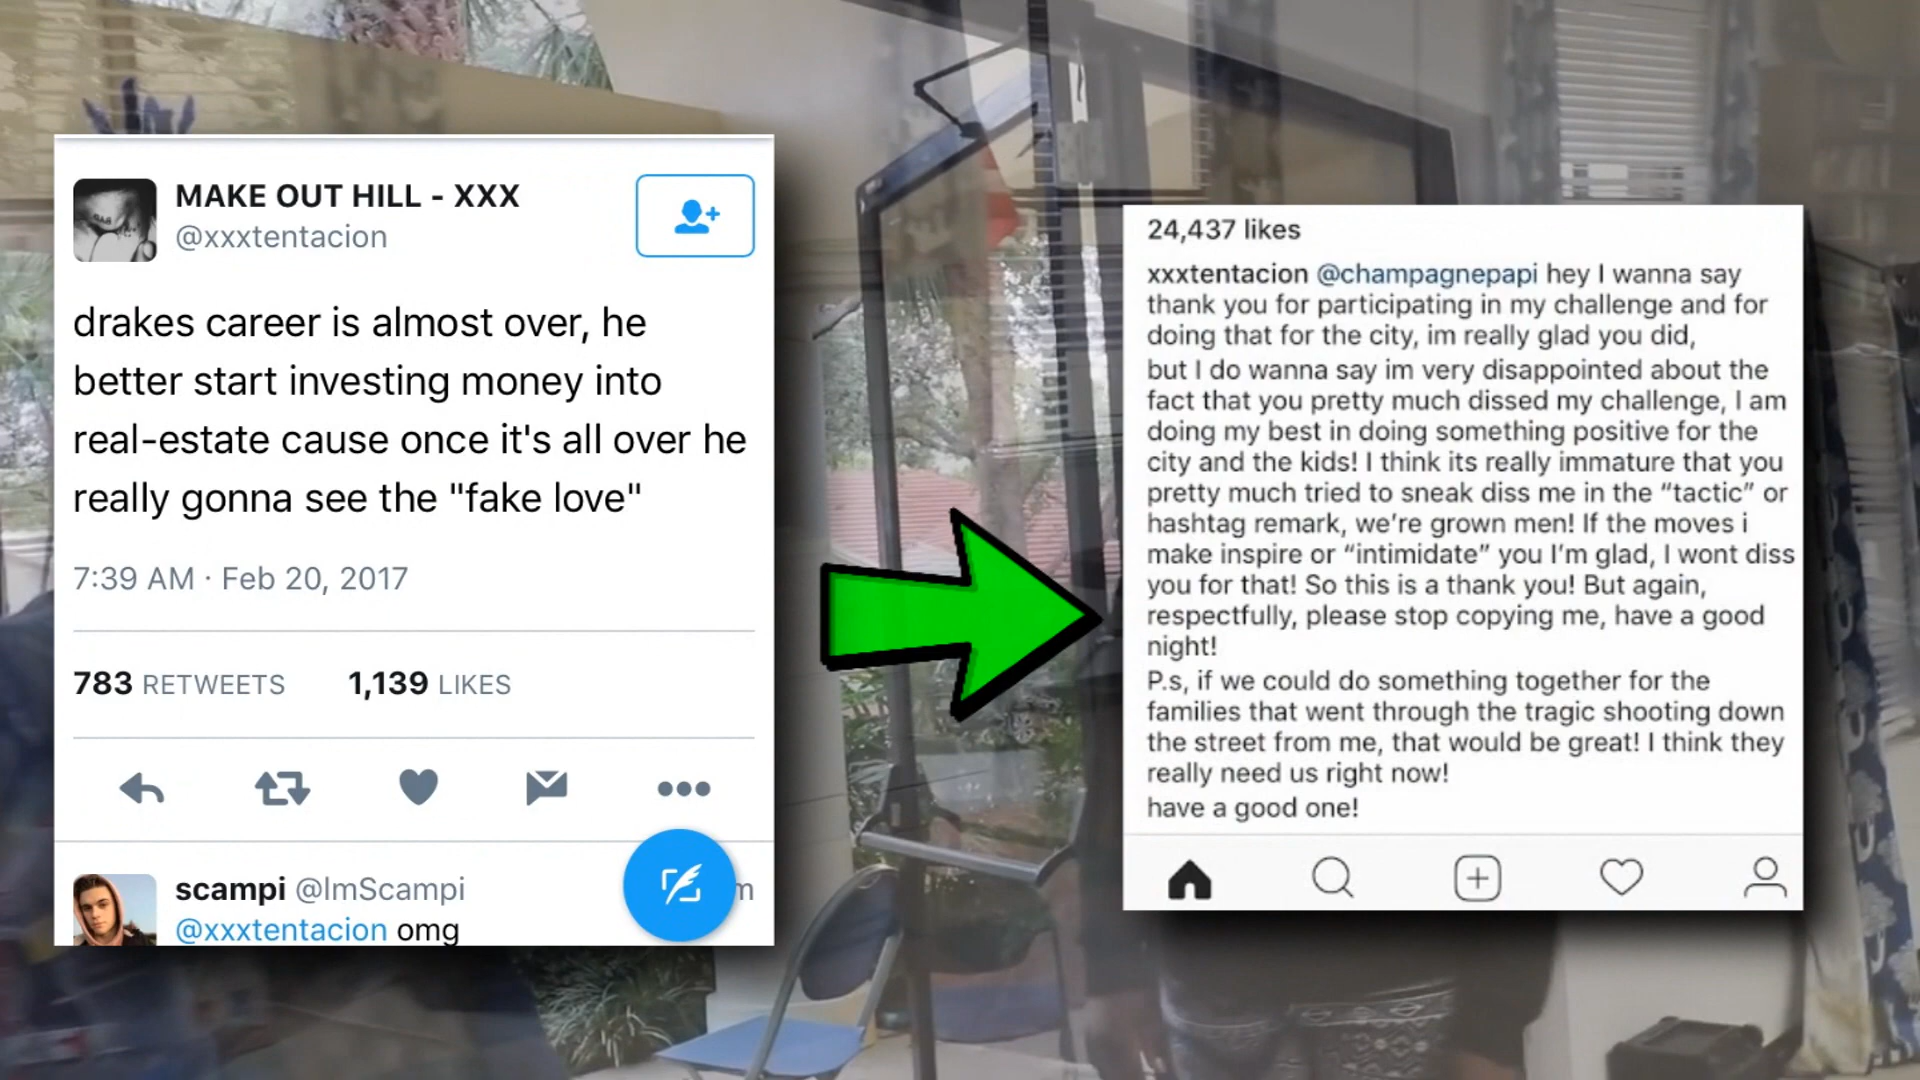 MAKE OUT HILL - XXX
@xxxtentacion
drakes career is almost over, he
better start investing money into
real-estate cause once it's all over he
really gonna see the "fake love"
7:39 AM · Feb 20, 2017
783 RETWEETS 1,139 LIKES
scampi @ImScampi m
@xxxtentacion omg
24,437 likes
xxxtentacion @champagnepapi hey I wanna say
thank you for participating in my challenge and for
doing that for the city, im really glad you did,
but I do wanna say im very disappointed about the
fact that you pretty much dissed my challenge, I am
doing my best in doing something positive for the
city and the kids! I think its really immature that you
pretty much tried to sneak diss me in the “tactic” or
hashtag remark, we’re grown men! If the moves i
make inspire or “intimidate” you I’m glad, I wont diss
you for that! So this is a thank you! But again,
respectfully, please stop copying me, have a good
night!
P.s, if we could do something together for the
families that went through the tragic shooting down
the street from me, that would be great! I think they
really need us right now!
have a good one!